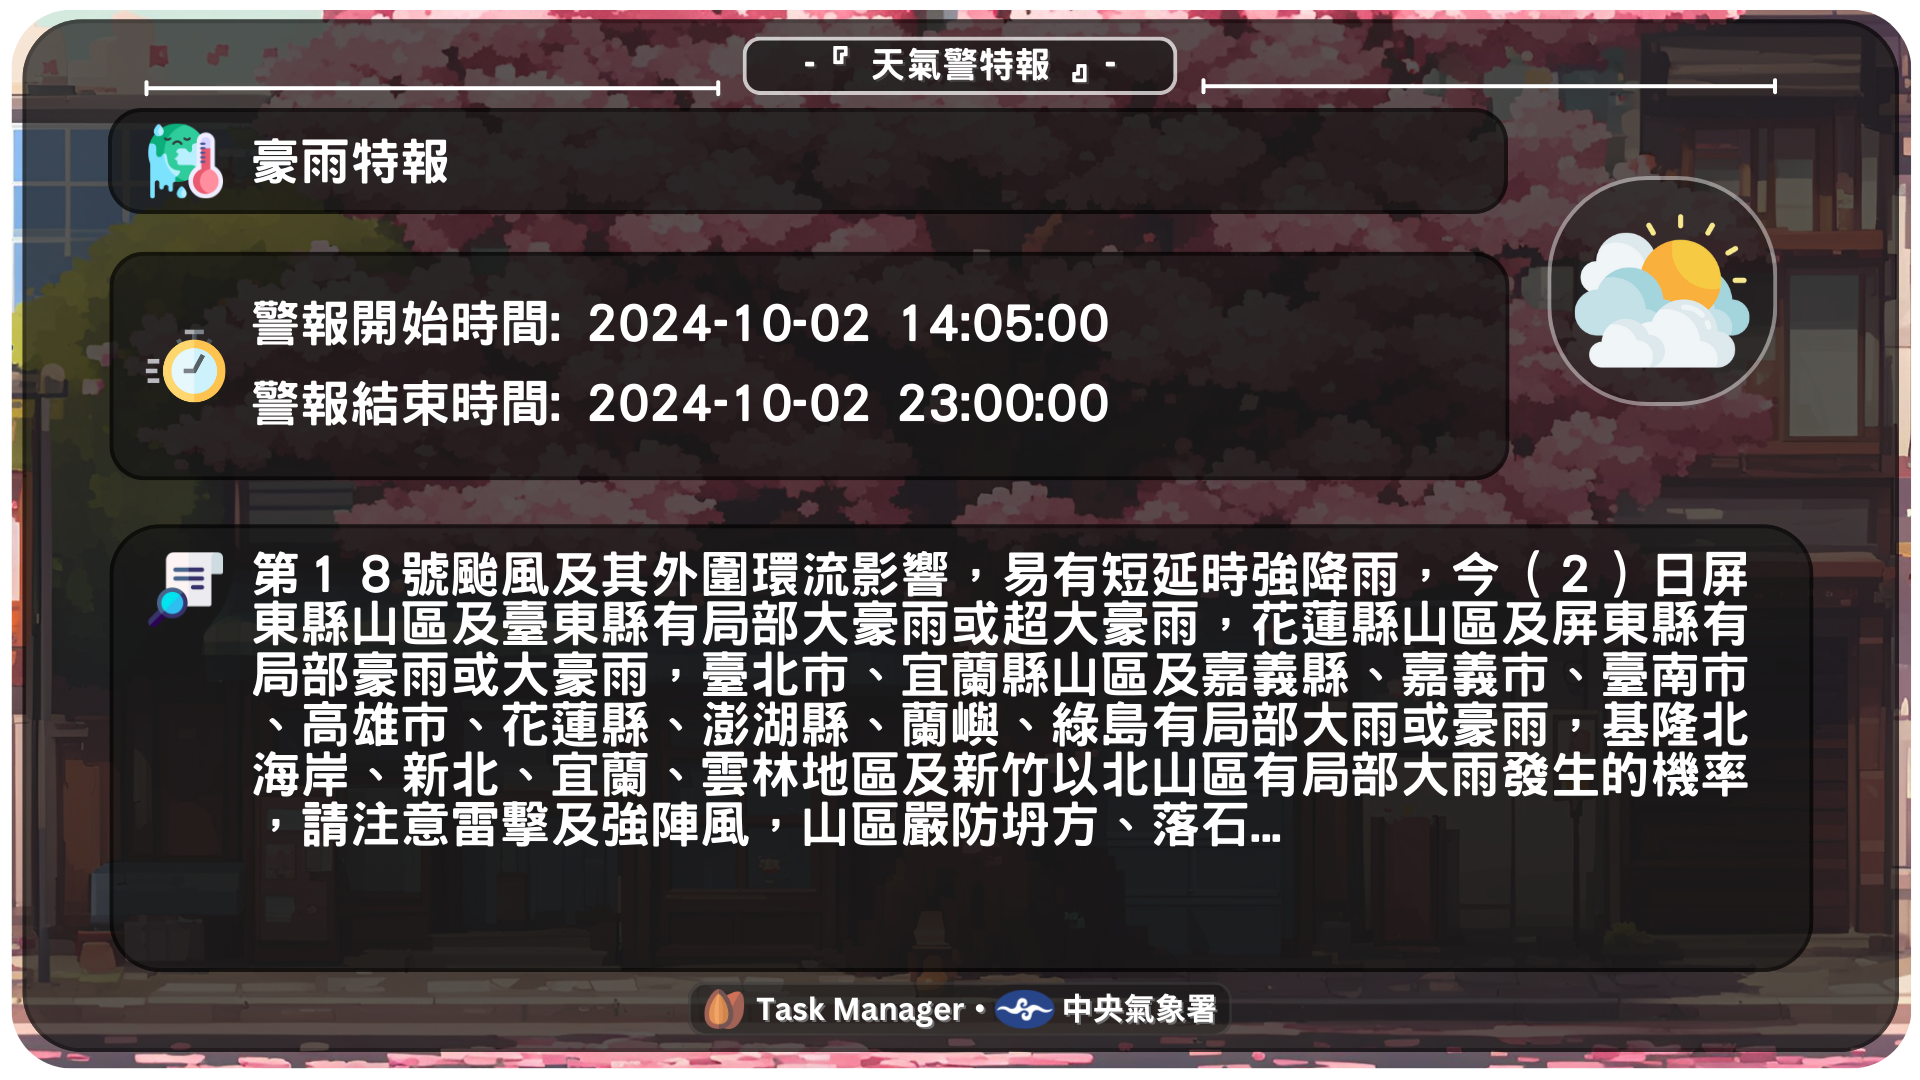 -『 天氣警特報 』-
豪雨特報
警報開始時間: 2024-10-02 14:05:00
警報結束時間: 2024-10-02 23:00:00
第１８號颱風及其外圍環流影響，易有短延時強降雨，今（２）日屏
東縣山區及臺東縣有局部大豪雨或超大豪雨，花蓮縣山區及屏東縣有
局部豪雨或大豪雨，臺北市、宜蘭縣山區及嘉義縣、嘉義市、臺南市
、高雄市、花蓮縣、澎湖縣、蘭嶼、綠島有局部大雨或豪雨，基隆北
海岸、新北、宜蘭、雲林地區及新竹以北山區有局部大雨發生的機率
，請注意雷擊及強陣風，山區嚴防坍方、落石...
Task Manager • 中央氣象署